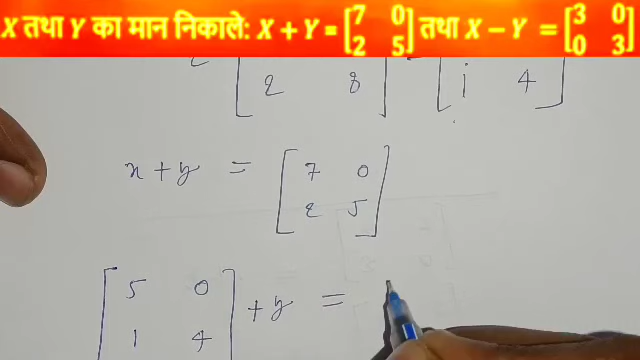 X तथा Y का मान निकाले: X + Y = [7 0 तथा X − Y = [3 0
2 5] 0 3]
2 8 1 4
x + y = [7 0
2 5]
[5 0
1 4] + y =